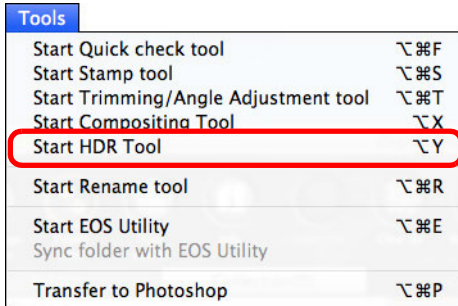 Tools
Start Quick check tool ⌥⌘F
Start Stamp tool ⌥⌘S
Start Trimming/Angle Adjustment tool ⌥⌘T
Start Compositing Tool ⌥X
Start HDR Tool ⌥Y
Start Rename tool ⌥⌘R
Start EOS Utility ⌥⌘E
Sync folder with EOS Utility
Transfer to Photoshop ⌥⌘P